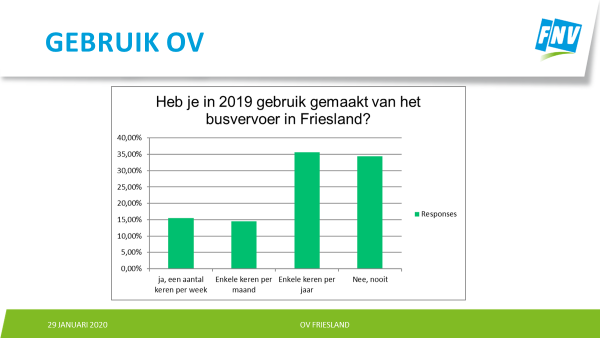 GEBRUIK OV
FNV
Heb je in 2019 gebruik gemaakt van het
busvervoer in Friesland?
40,00%
35,00%
30,00%
25,00%
20,00%
15,00%
10,00%
5,00%
0,00%
ja, een aantal
keren per week
Enkele keren per
maand
Enkele keren per
jaar
Nee, nooit
Responses
29 JANUARI 2020
OV FRIESLAND